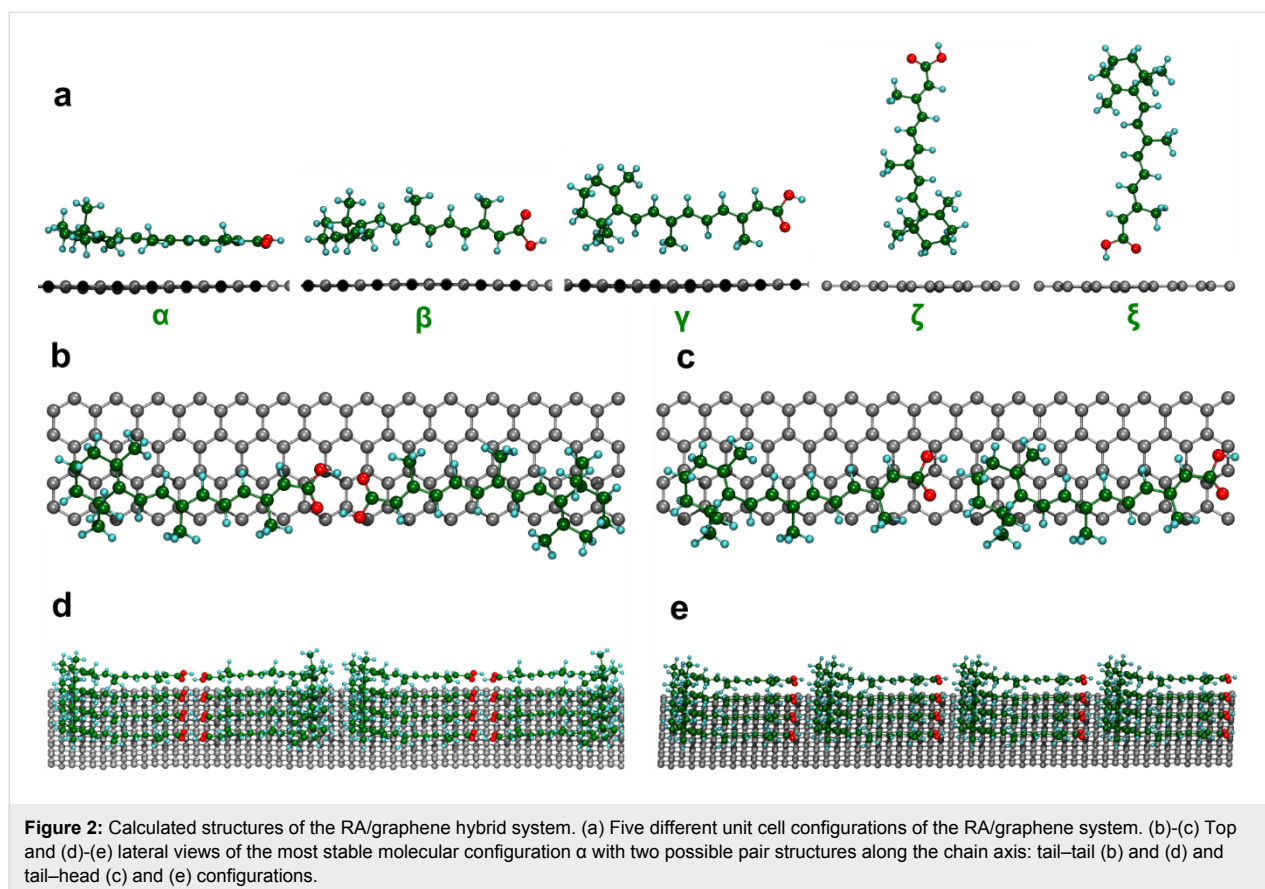 a
α β γ ζ ξ
b c
d e
Figure 2: Calculated structures of the RA/graphene hybrid system. (a) Five different unit cell configurations of the RA/graphene system. (b)-(c) Top
and (d)-(e) lateral views of the most stable molecular configuration α with two possible pair structures along the chain axis: tail–tail (b) and (d) and
tail–head (c) and (e) configurations.